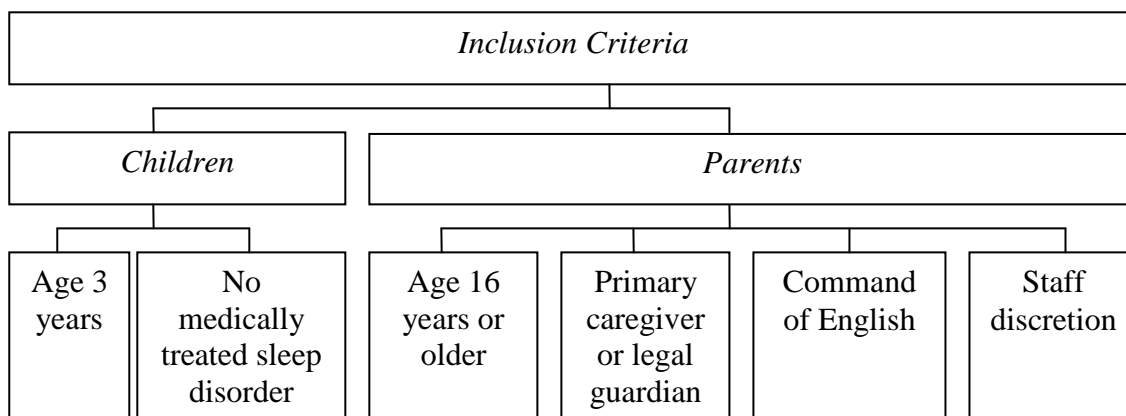 Inclusion Criteria
Children
Parents
Age 3
years
No
medically
treated sleep
disorder
Age 16
years or
older
Primary
caregiver
or legal
guardian
Command
of English
Staff
discretion